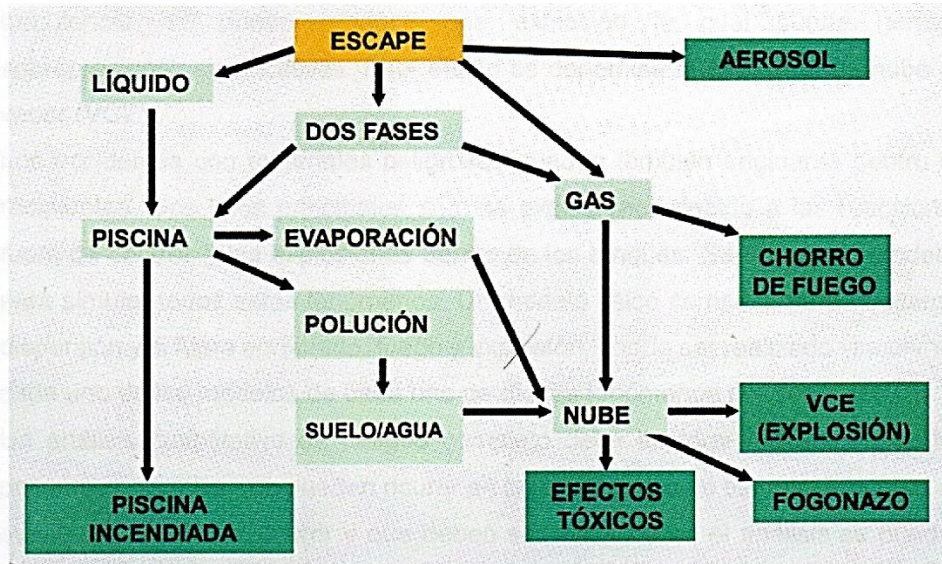 ESCAPE
AEROSOL
LÍQUIDO
DOS FASES
GAS
PISCINA
EVAPORACIÓN
CHORRO
DE FUEGO
POLUCIÓN
SUELO/AGUA
NUBE
VCE
(EXPLOSIÓN)
PISCINA
INCENDIADA
EFECTOS
TÓXICOS
FOGONAZO